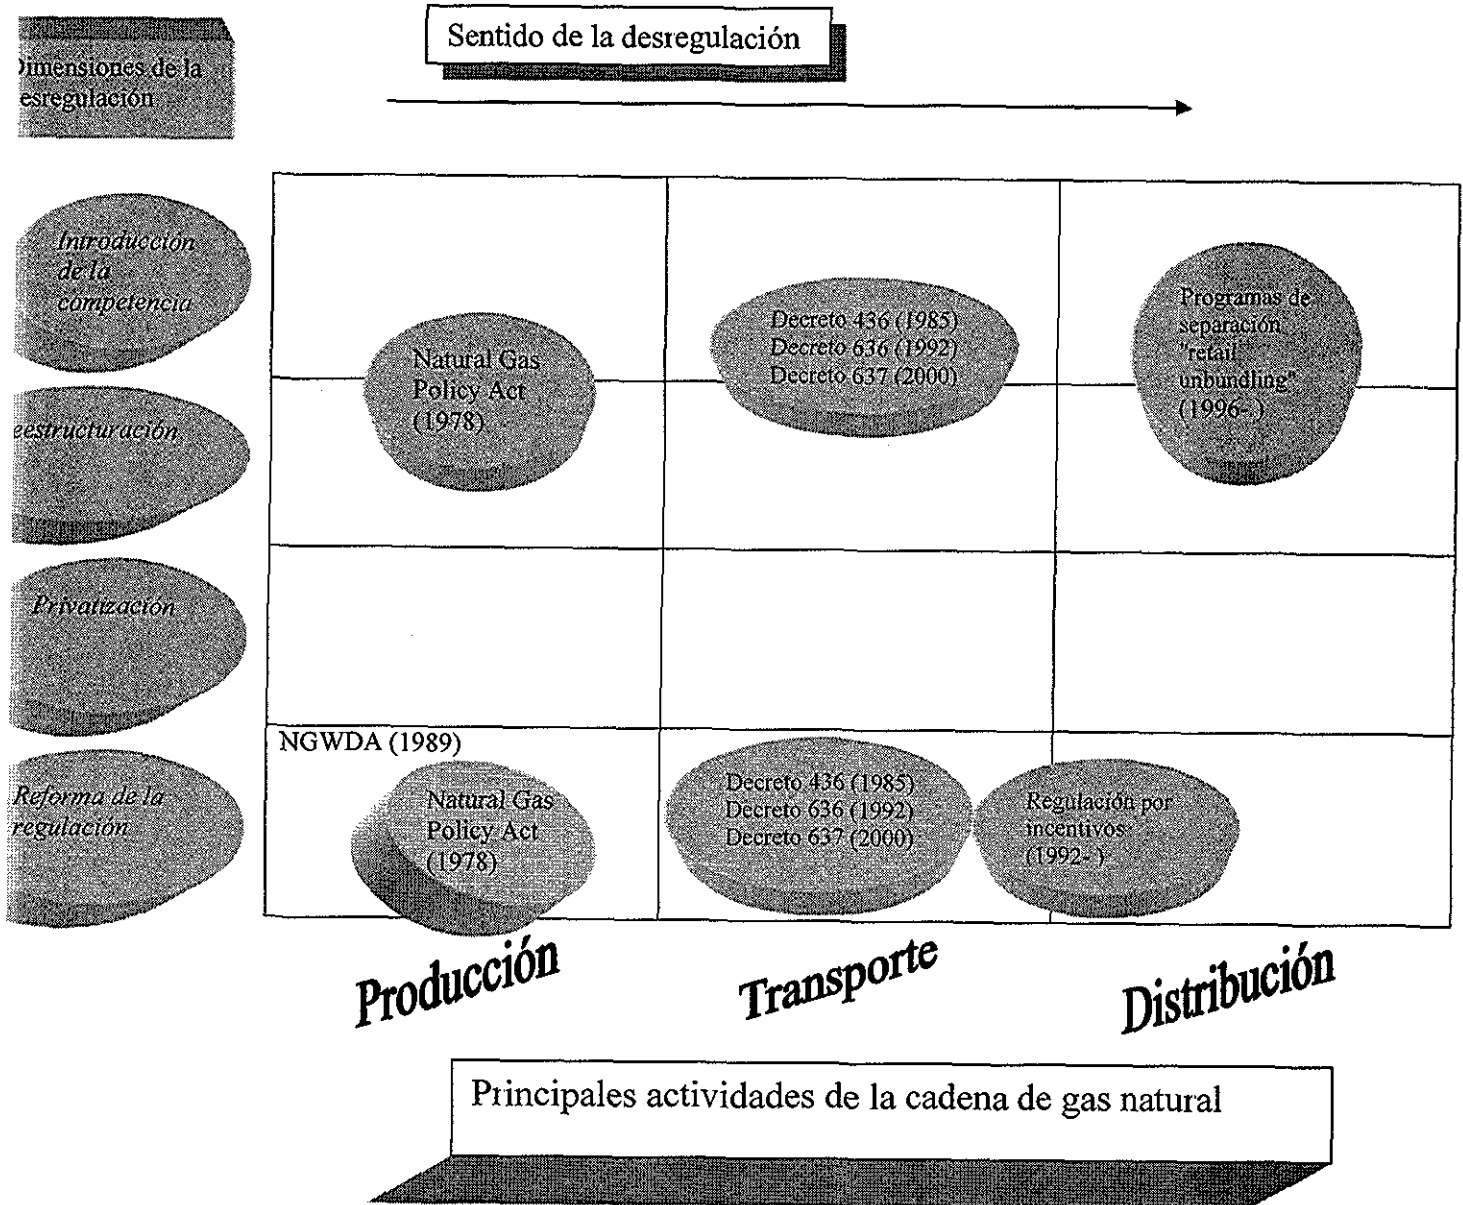 Sentido de la desregulación
Dimensiones de la
esregulación
Introducción
de la
competencia
Natural Gas
Policy Act
(1978)
Decreto 436 (1985)
Decreto 636 (1992)
Decreto 637 (2000)
Programas de
separación
"retail
unbundling"
(1996- )
eestructuración
Privatización
NGWDA (1989)
Reforma de la
regulación
Natural Gas
Policy Act
(1978)
Decreto 436 (1985)
Decreto 636 (1992)
Decreto 637 (2000)
Regulación por
incentivos
(1992- )
Producción
Transporte
Distribución
Principales actividades de la cadena de gas natural